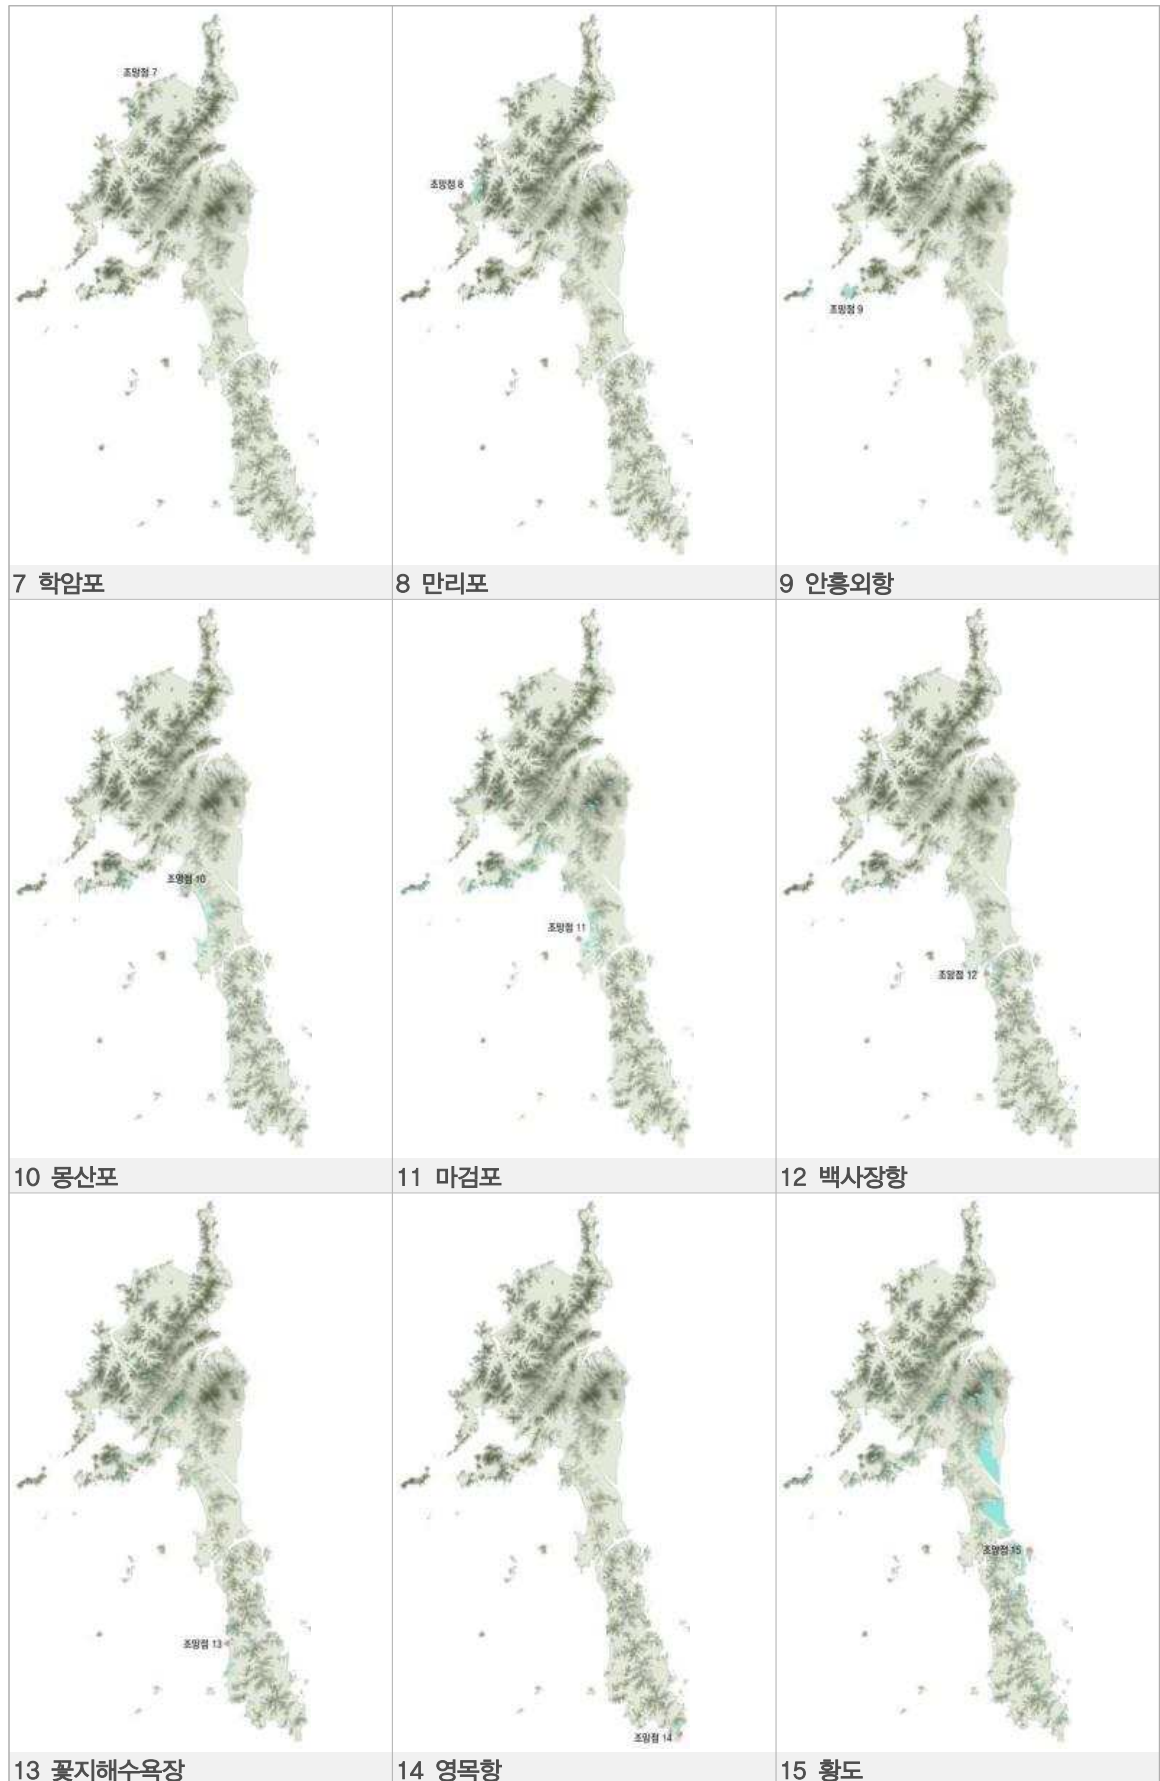 조망점 7
조망점 8
조망점 9
7 학암포
8 만리포
9 안흥외항
조망점 10
조망점 11
조망점 12
10 몽산포
11 마검포
12 백사장항
조망점 13
조망점 14
조망점 15
13 꽃지해수욕장
14 영목항
15 황도